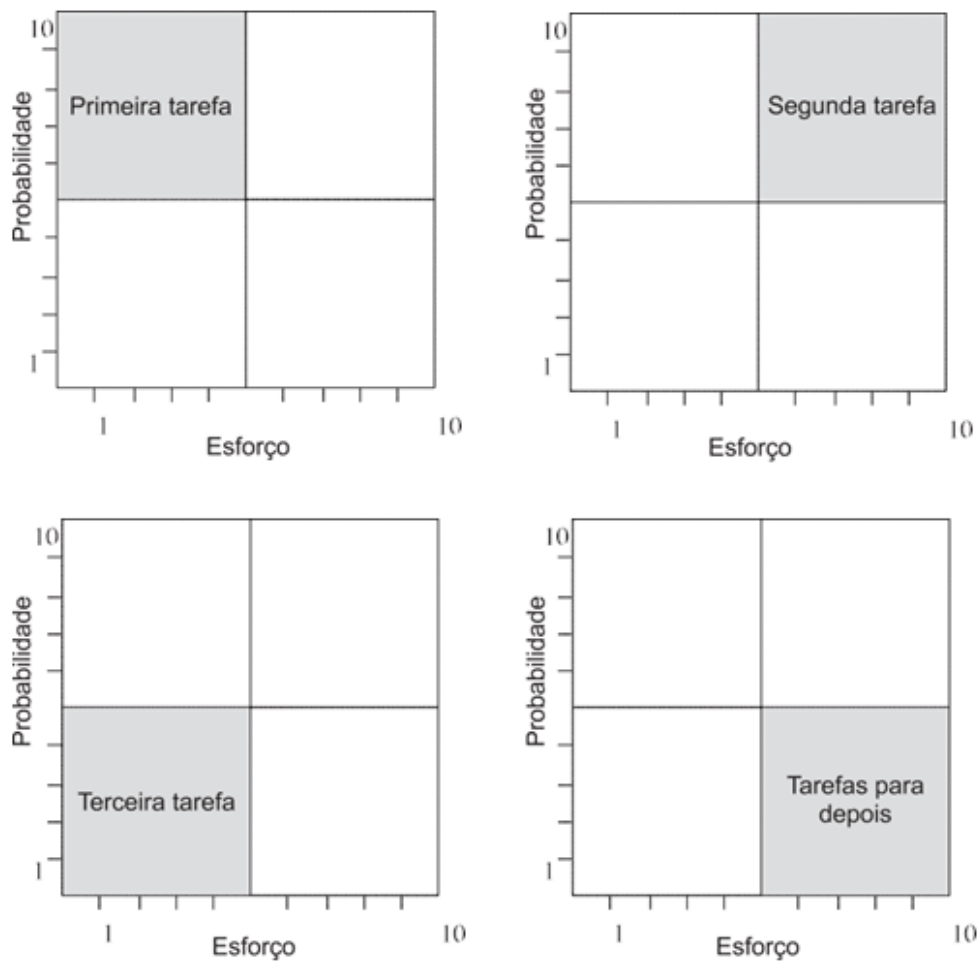 10
Probabilidade
Primeira tarefa
1
1
10
Esforço
10
Probabilidade
Segunda tarefa
1
1
10
Esforço
10
Probabilidade
Terceira tarefa
1
1
10
Esforço
10
Probabilidade
Tarefas para
depois
1
1
10
Esforço